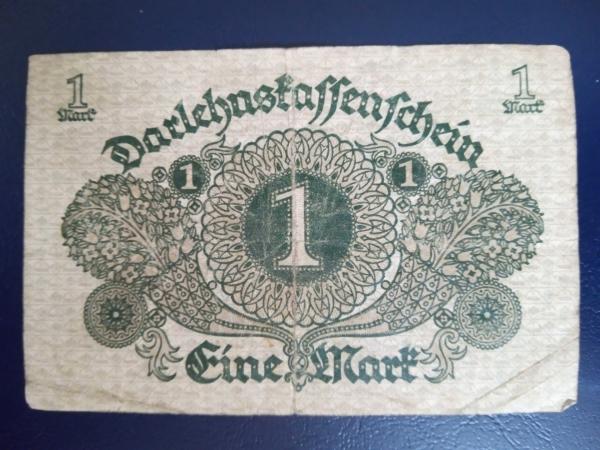 1 1
Mark Mark
Darlehnskassenschein
1 1
1
Eine Mark